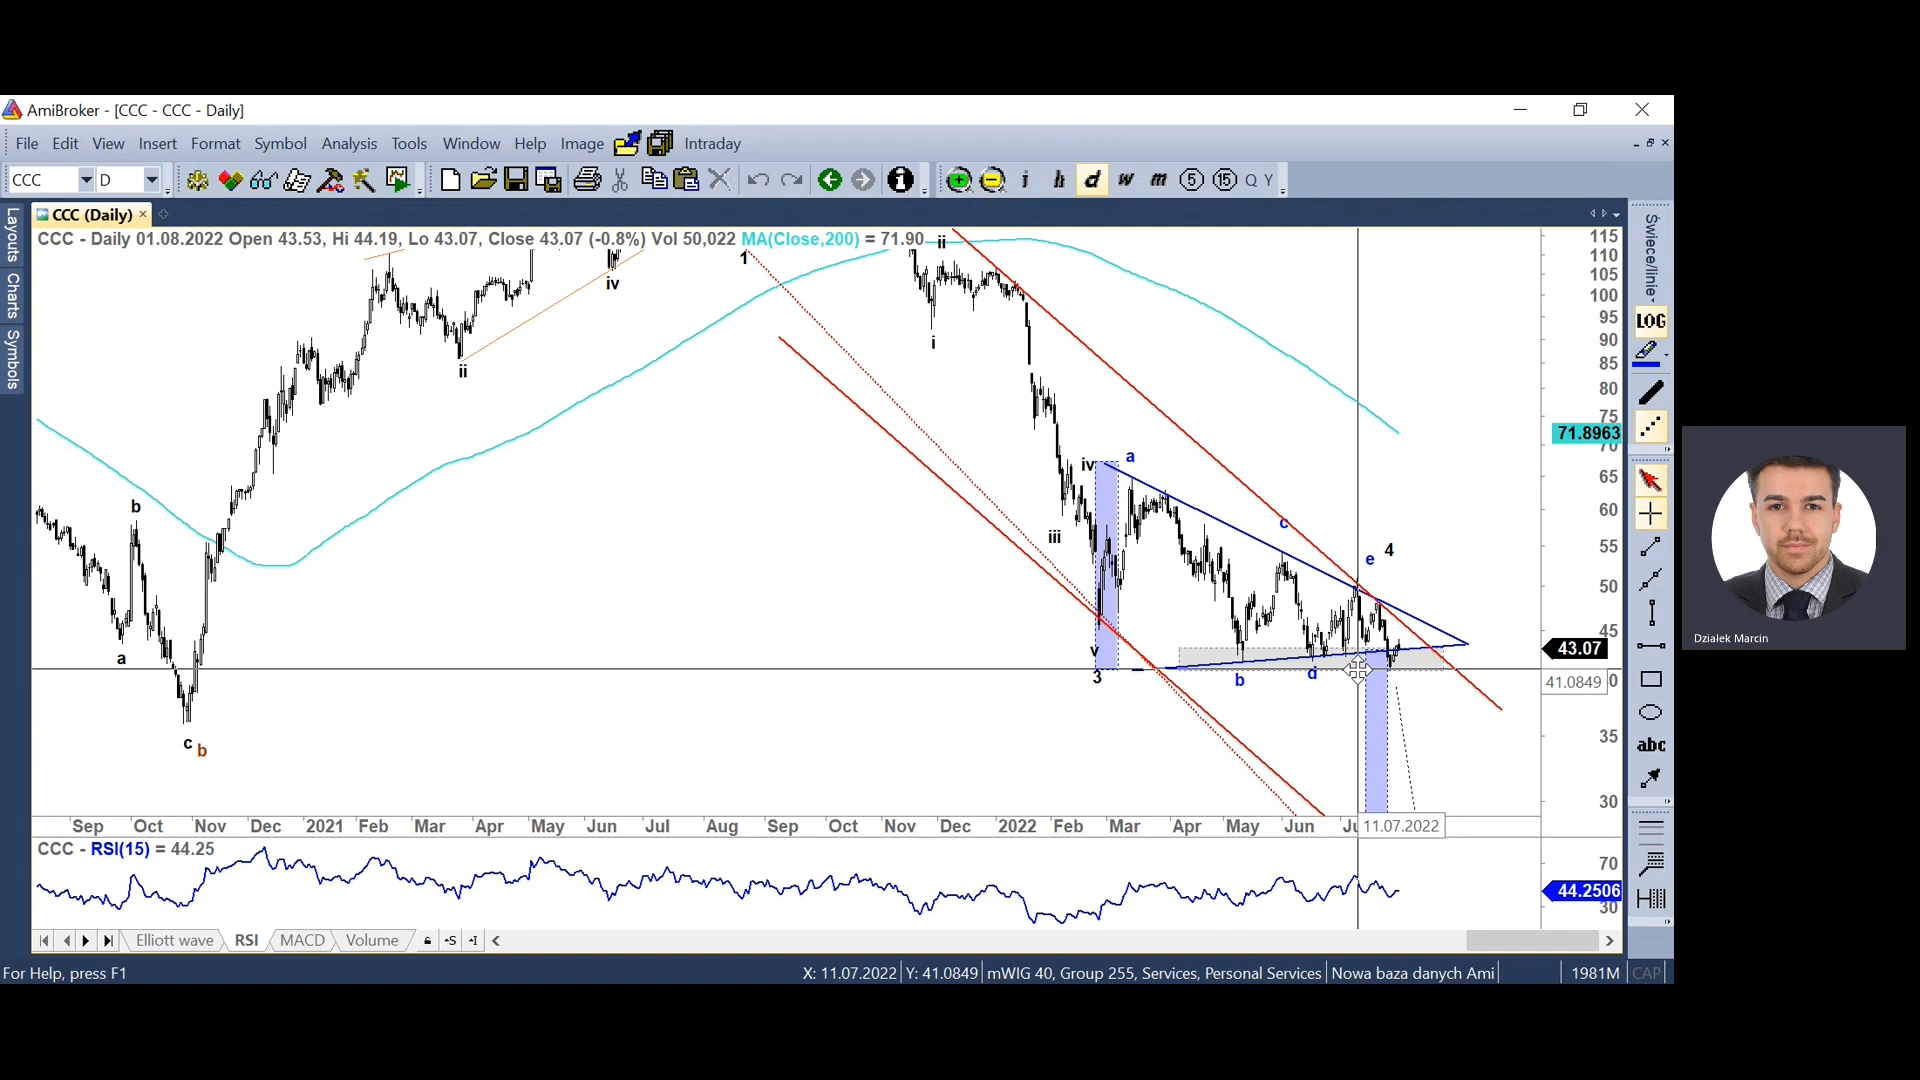 AmiBroker - [CCC - CCC - Daily]
File Edit View Insert Format Symbol Analysis Tools Window Help Image Intraday
CCC D i h d w m 5 15 Q Y
Layouts
Charts
Symbols
CCC (Daily)
CCC - Daily 01.08.2022 Open 43.53, Hi 44.19, Lo 43.07, Close 43.07 (-0.8%) Vol 50,022 MA(Close,200) = 71.90
ii
1
iv
ii
i
iv
a
b
iii
c
e
4
a
v
3
b
d
c
b
115
110
105
100
95
90
85
80
75
71.8963
70
65
60
55
50
45
43.07
41.0849
35
30
Sep Oct Nov Dec 2021 Feb Mar Apr May Jun Jul Aug Sep Oct Nov Dec 2022 Feb Mar Apr May Jun 11.07.2022
CCC - RSI(15) = 44.25
70
44.2506
30
Elliott wave RSI MACD Volume
For Help, press F1
X: 11.07.2022 Y: 41.0849 mWIG 40, Group 255, Services, Personal Services Nowa baza danych Ami 1981M CAP
Swiece/linie
LOG
abc
Działek Marcin